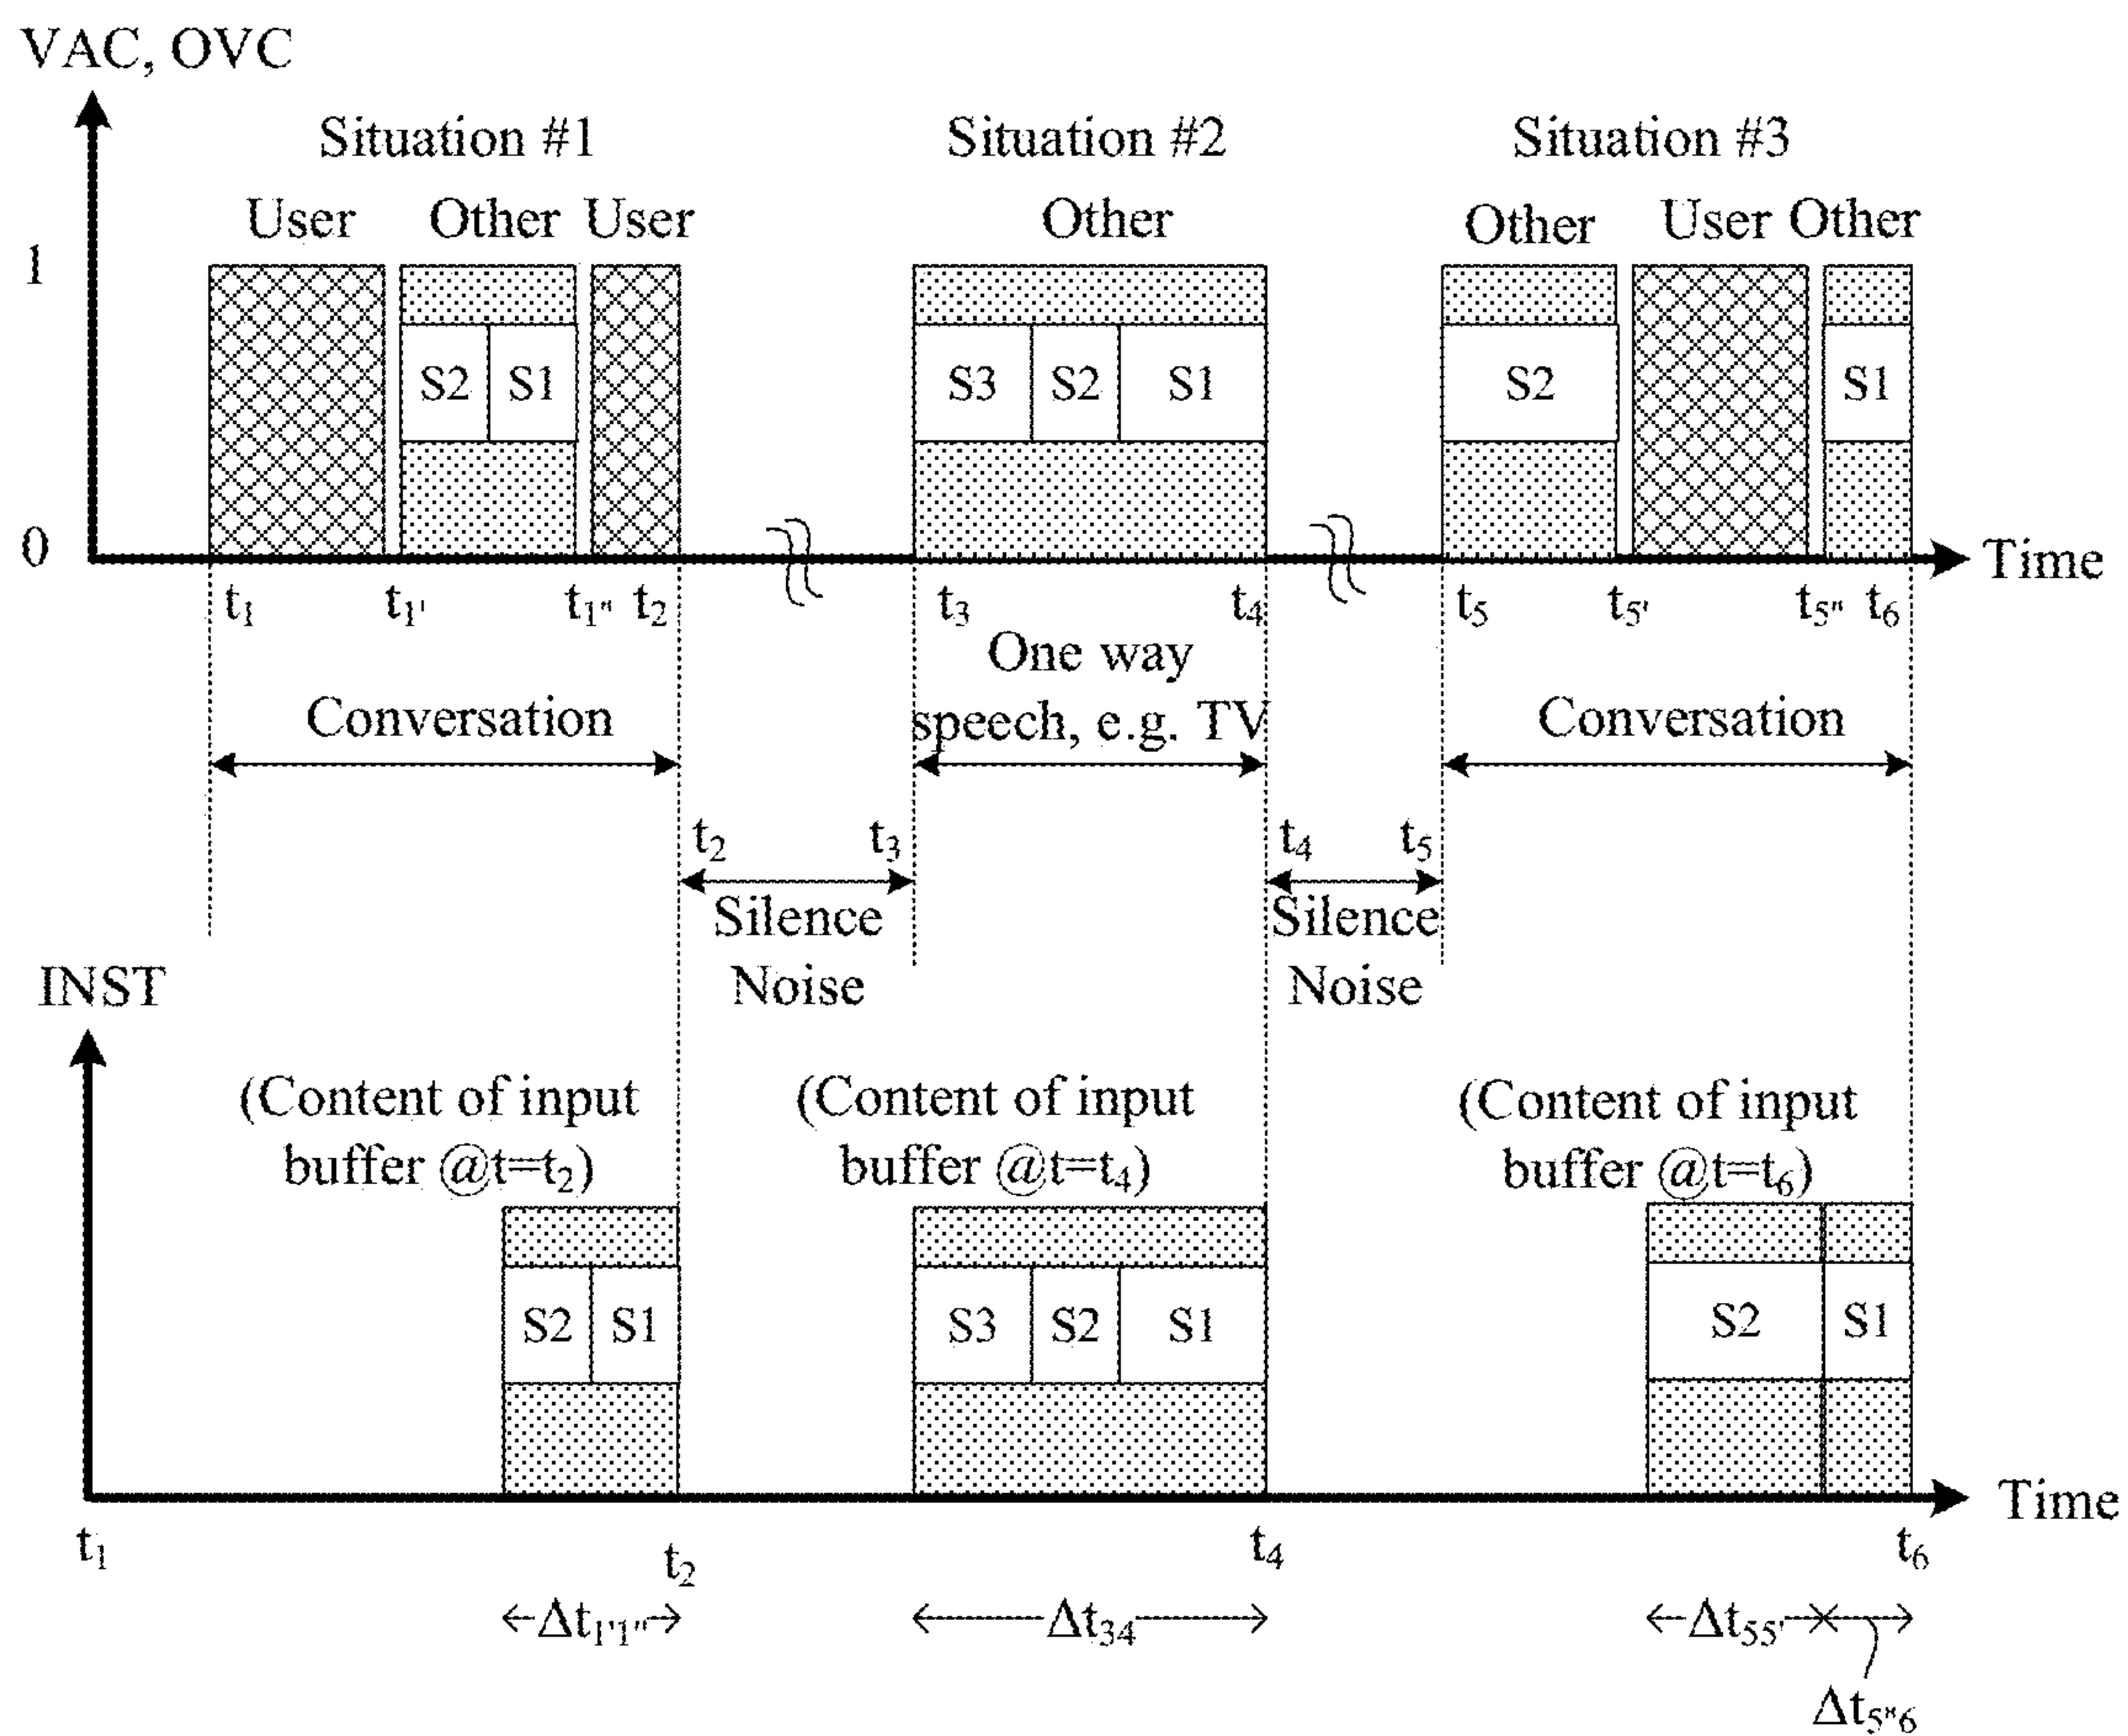 VAC, OVC
Situation #1 Situation #2 Situation #3
User Other User Other Other User Other
1
S2 S1 S3 S2 S1 S2 S1
0
Time
t1 t1' t1" t2 t3 t4 t5 t5' t5" t6
One way
Conversation speech, e.g. TV Conversation
t2 t3 t4 t5
Silence Silence
INST Noise Noise
(Content of input (Content of input (Content of input
buffer @t=t2) buffer @t=t4) buffer @t=t6)
S2 S1 S3 S2 S1 S2 S1
Time
t1 t2 t4 t6
Δt1'1" Δt34 Δt55'
Δt5"6